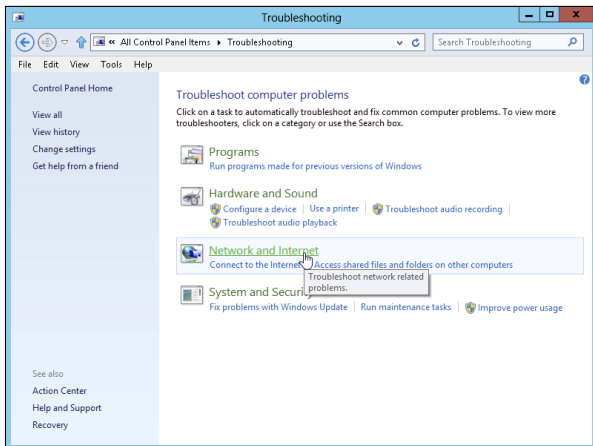 Troubleshooting
« All Control Panel Items ▸ Troubleshooting
Search Troubleshooting
File Edit View Tools Help
Control Panel Home
View all
View history
Change settings
Get help from a friend
Troubleshoot computer problems
Click on a task to automatically troubleshoot and fix common computer problems. To view more
troubleshooters, click on a category or use the Search box.
Programs
Run programs made for previous versions of Windows
Hardware and Sound
Configure a device | Use a printer | Troubleshoot audio recording |
Troubleshoot audio playback
Network and Internet
Connect to the Internet Access shared files and folders on other computers
Troubleshoot network related
problems.
System and Security
Fix problems with Windows Update | Run maintenance tasks | Improve power usage
See also
Action Center
Help and Support
Recovery